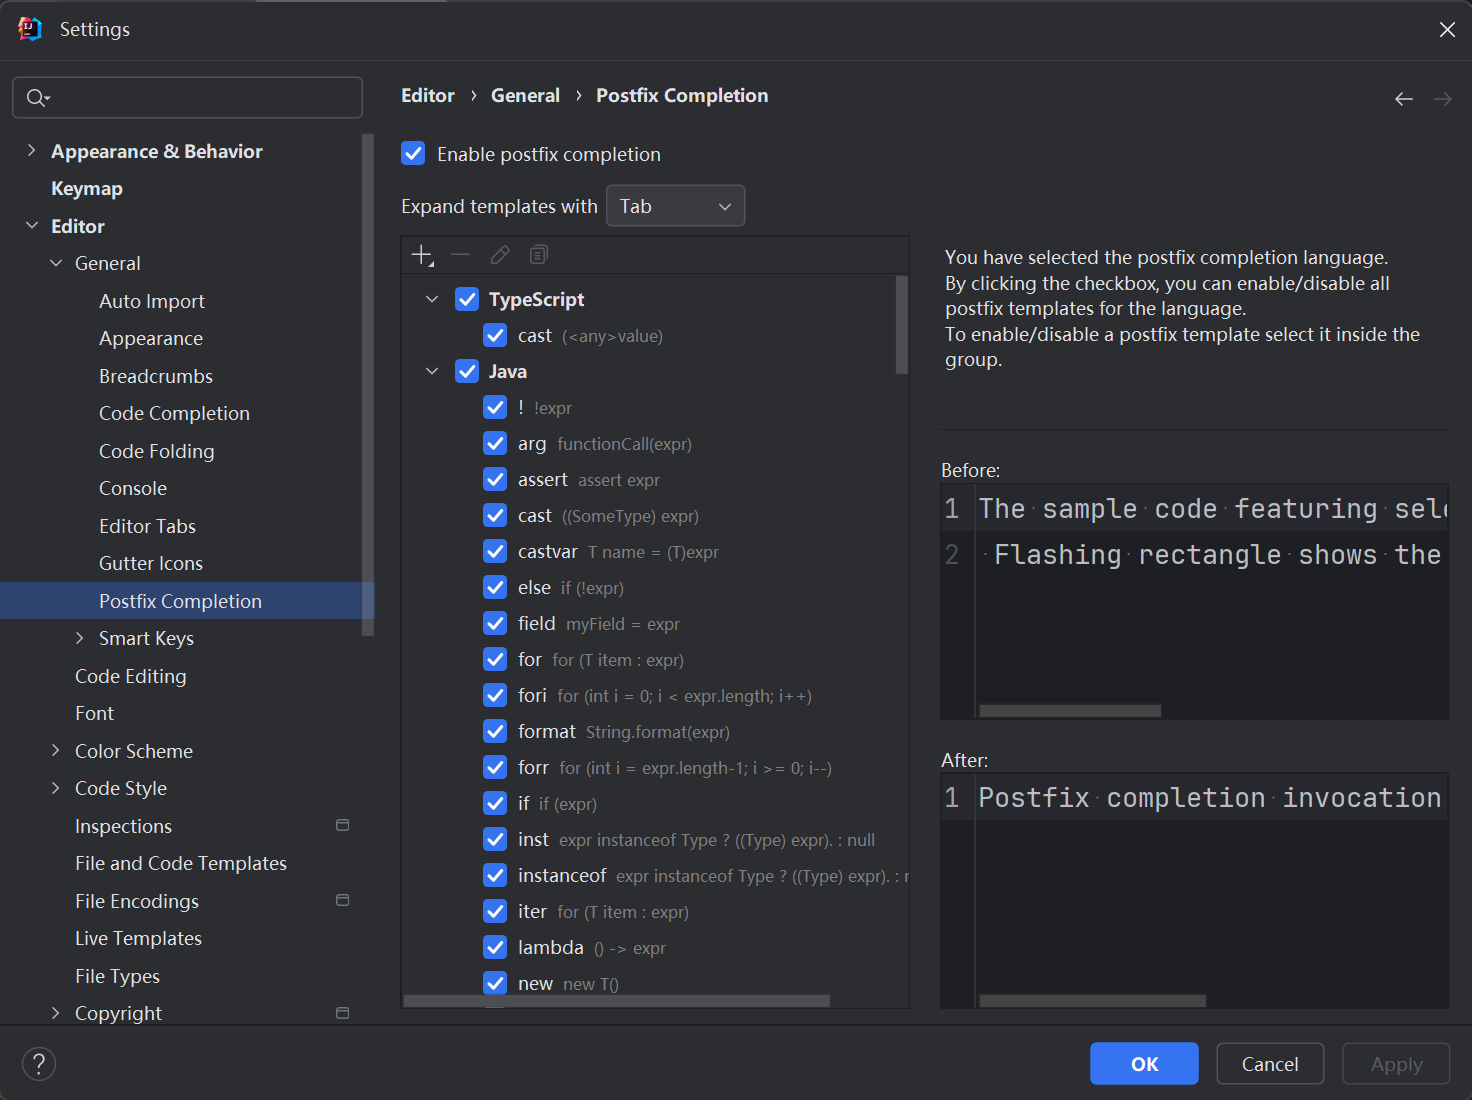 Settings
Editor › General › Postfix Completion
Appearance & Behavior
Keymap
Editor
General
Auto Import
Appearance
Breadcrumbs
Code Completion
Code Folding
Console
Editor Tabs
Gutter Icons
Postfix Completion
Smart Keys
Code Editing
Font
Color Scheme
Code Style
Inspections
File and Code Templates
File Encodings
Live Templates
File Types
Copyright
Enable postfix completion
Expand templates with Tab
TypeScript
cast (<any>value)
Java
! !expr
arg functionCall(expr)
assert assert expr
cast ((SomeType) expr)
castvar T name = (T)expr
else if (!expr)
field myField = expr
for for (T item : expr)
fori for (int i = 0; i < expr.length; i++)
format String.format(expr)
forr for (int i = expr.length-1; i >= 0; i--)
if if (expr)
inst expr instanceof Type ? ((Type) expr). : null
instanceof expr instanceof Type ? ((Type) expr). :
iter for (T item : expr)
lambda () -> expr
new new T()
You have selected the postfix completion language.
By clicking the checkbox, you can enable/disable all
postfix templates for the language.
To enable/disable a postfix template select it inside the
group.
Before:
1 The sample code featuring
2 Flashing rectangle shows the
After:
1 Postfix completion invocation
?
OK
Cancel
Apply